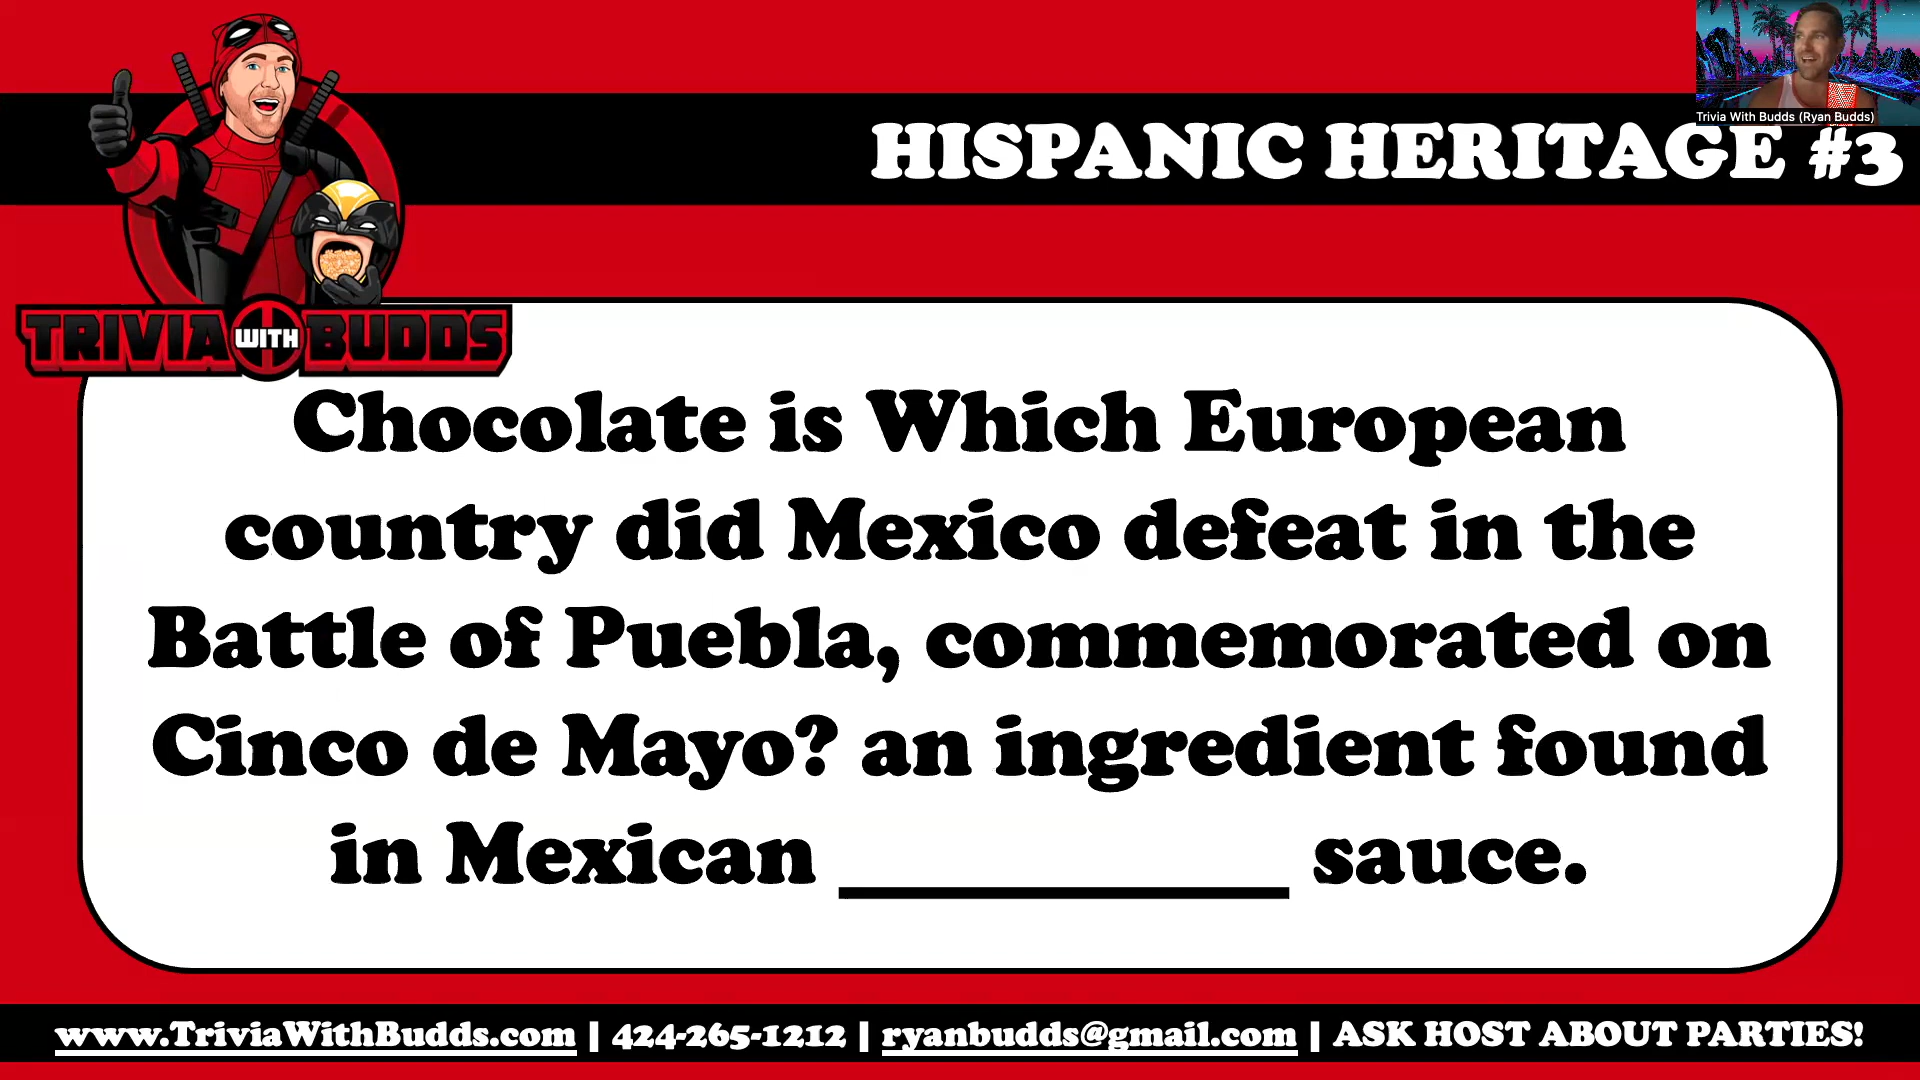 Trivia With Budds (Ryan Budds)
HISPANIC HERITAGE #3
TRIVIA WITH BUDDS
Chocolate is Which European
country did Mexico defeat in the
Battle of Puebla, commemorated on
Cinco de Mayo? an ingredient found
in Mexican __________ sauce.
www.TriviaWithBudds.com | 424-265-1212 | ryanbudds@gmail.com | ASK HOST ABOUT PARTIES!